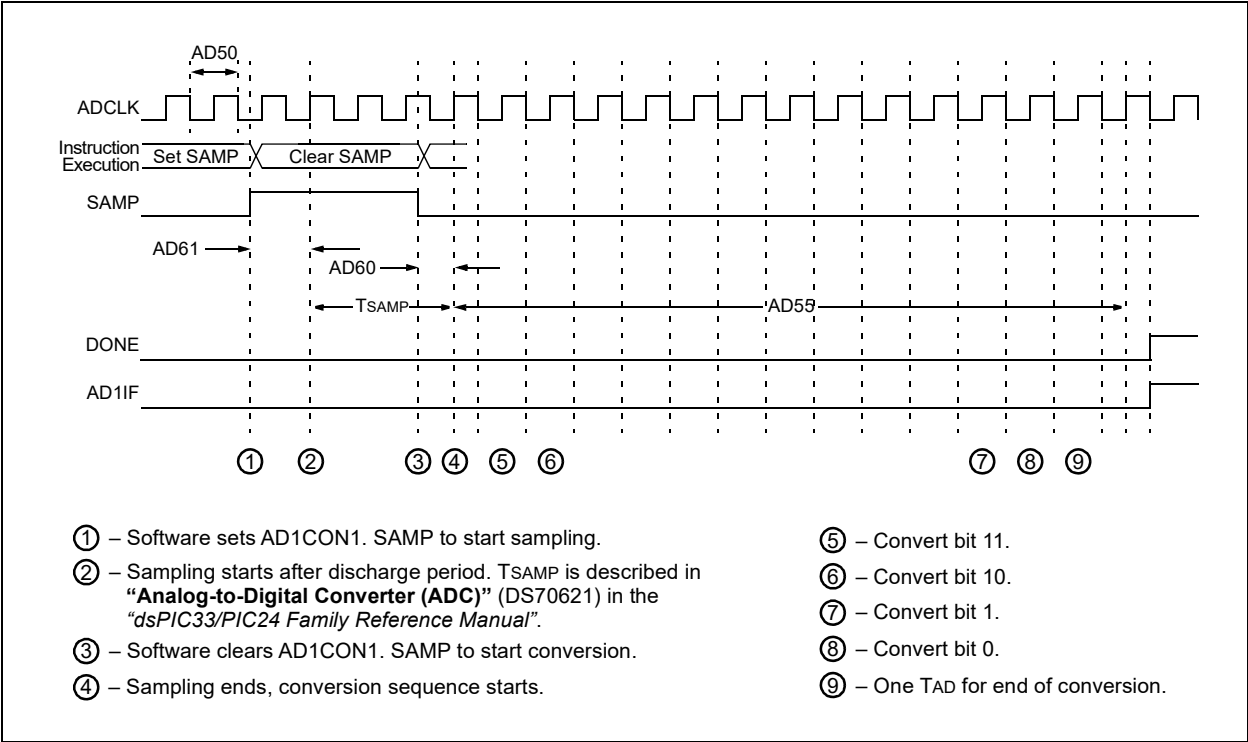 AD50
ADCLK
Instruction
Execution
Set SAMP
Clear SAMP
SAMP
AD61
AD60
TSAMP
AD55
DONE
AD1IF
1 2 3 4 5 6 7 8 9
1 – Software sets AD1CON1. SAMP to start sampling.
2 – Sampling starts after discharge period. TSAMP is described in
“Analog-to-Digital Converter (ADC)” (DS70621) in the
“dsPIC33/PIC24 Family Reference Manual”.
3 – Software clears AD1CON1. SAMP to start conversion.
4 – Sampling ends, conversion sequence starts.
5 – Convert bit 11.
6 – Convert bit 10.
7 – Convert bit 1.
8 – Convert bit 0.
9 – One TAD for end of conversion.